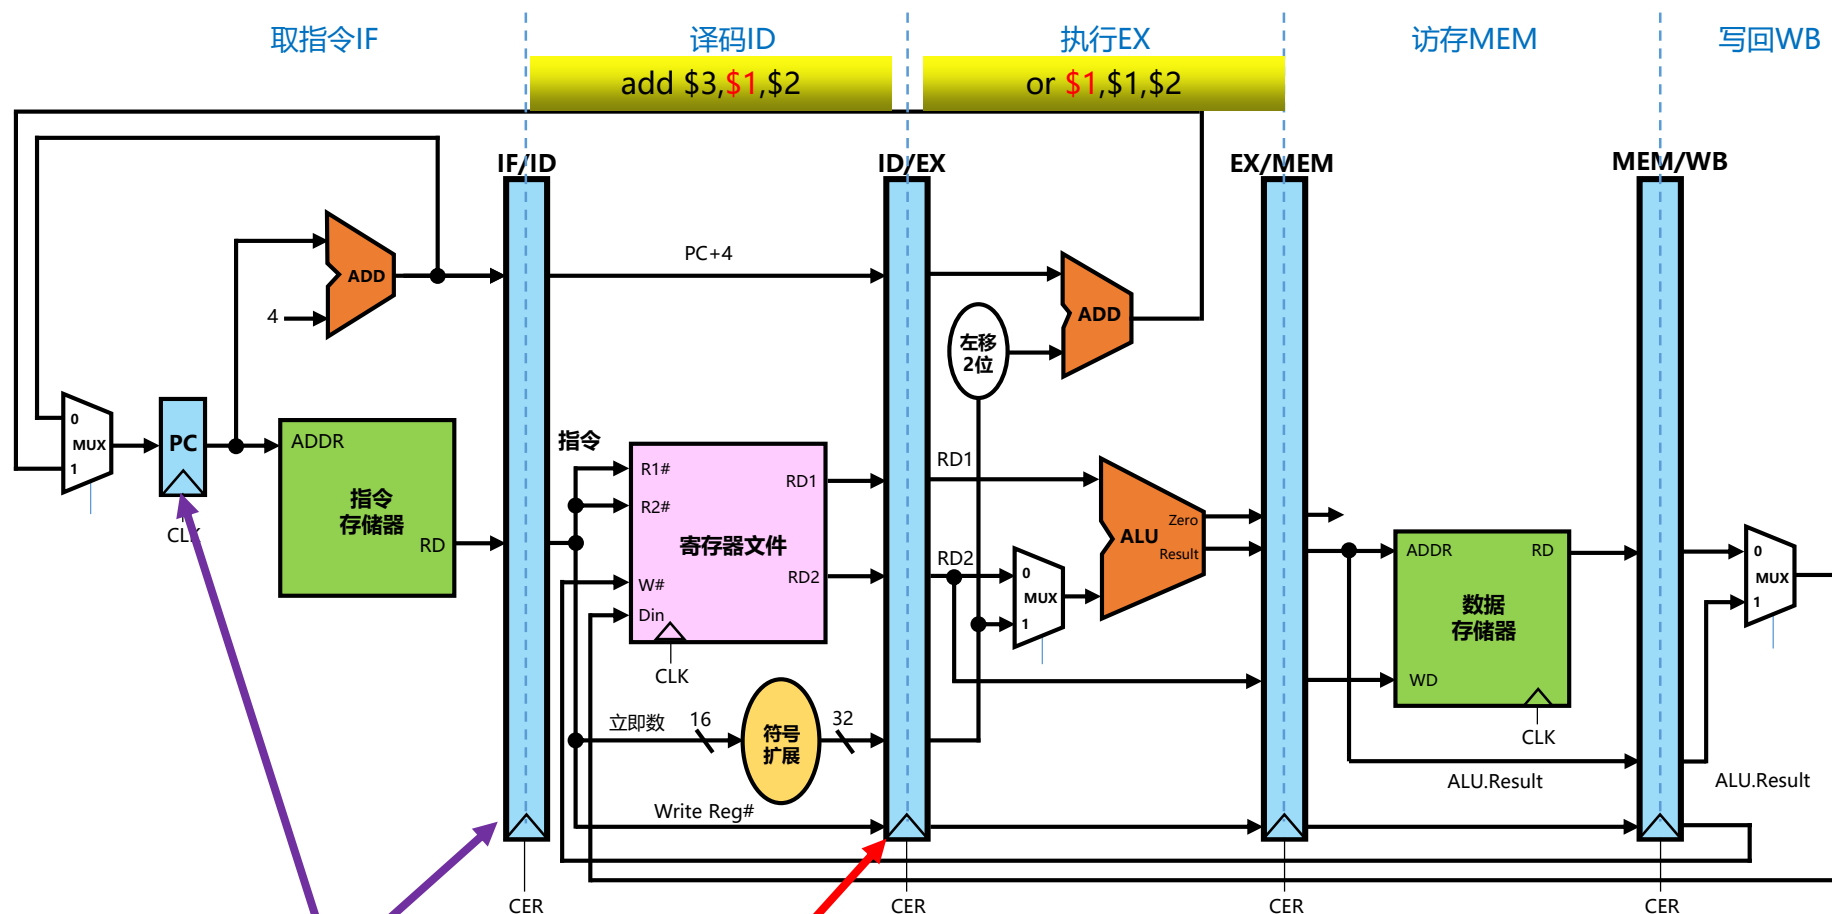 取指令IF
译码ID
执行EX
访存MEM
写回WB
add $3,$1,$2
or $1,$1,$2
IF/ID
ID/EX
EX/MEM
MEM/WB
ADD
4
PC+4
ADD
左移
2位
0
MUX
1
PC
CLK
ADDR
指令
存储器
RD
指令
R1#
R2#
W#
Din
寄存器文件
RD1
RD2
CLK
RD1
RD2
0
MUX
1
ALU
Zero
Result
ADDR
RD
数据
存储器
WD
CLK
0
MUX
1
立即数
16
符号
扩展
32
ALU.Result
ALU.Result
Write Reg#
CER
CER
CER
CER